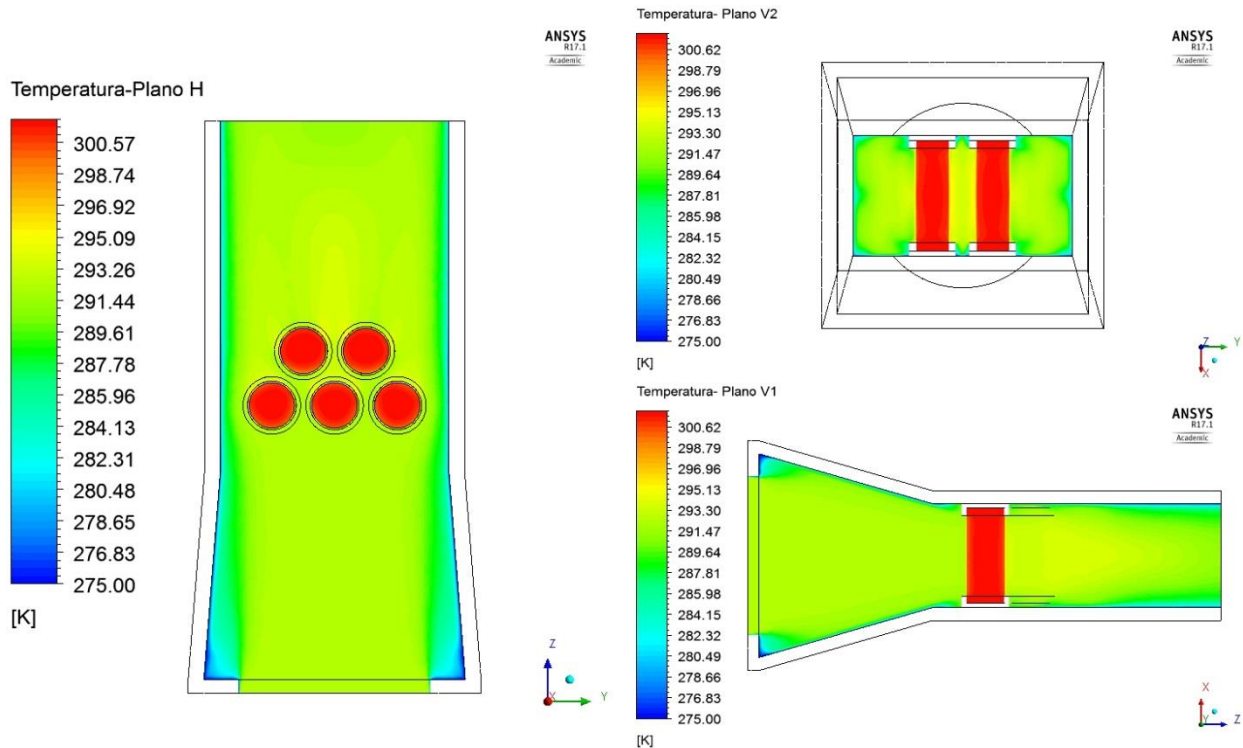 ANSYS
R17.1
Academic
Temperatura-Plano H
300.57
298.74
296.92
295.09
293.26
291.44
289.61
287.78
285.96
284.13
282.31
280.48
278.65
276.83
275.00
[K]
Z
X
Y
Temperatura- Plano V2
ANSYS
R17.1
Academic
300.62
298.79
296.96
295.13
293.30
291.47
289.64
287.81
285.98
284.15
282.32
280.49
278.66
276.83
275.00
[K]
Z
Y
X
Temperatura- Plano V1
ANSYS
R17.1
Academic
300.62
298.79
296.96
295.13
293.30
291.47
289.64
287.81
285.98
284.15
282.32
280.49
278.66
276.83
275.00
[K]
X
Y
Z